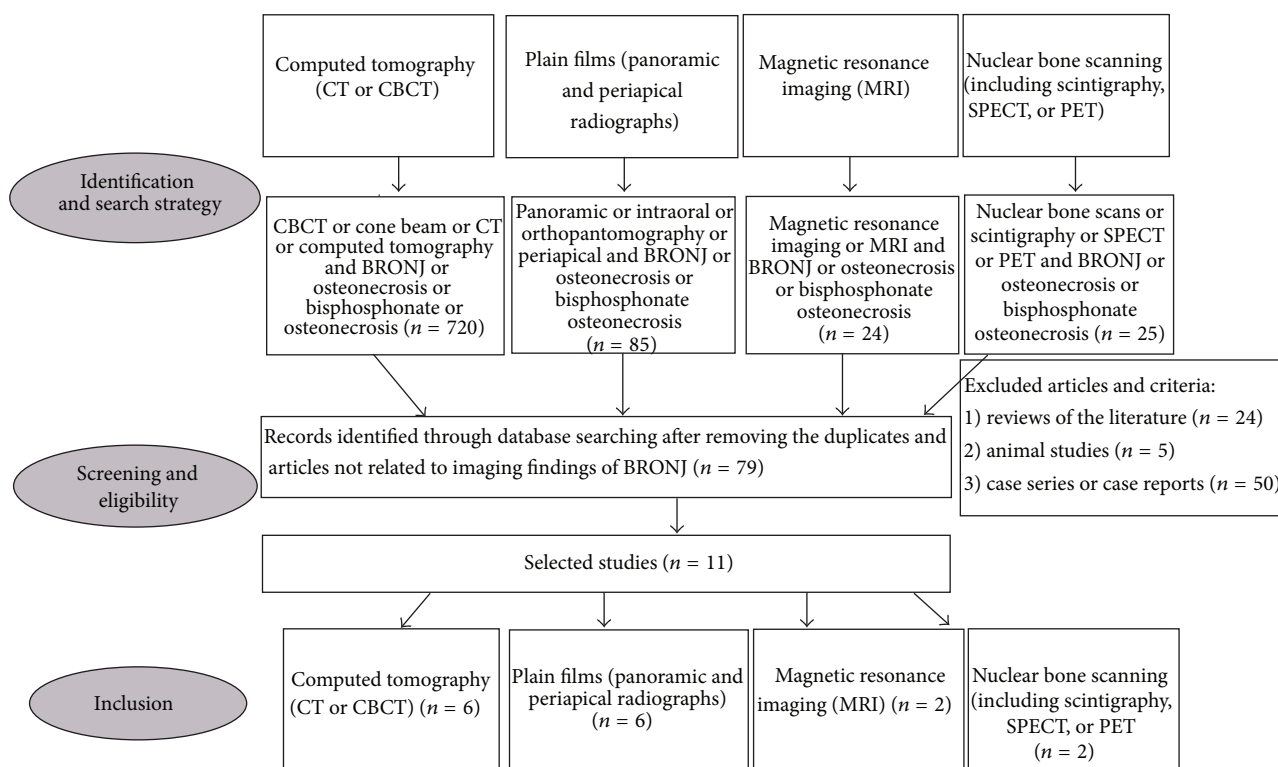 Computed tomography
(CT or CBCT)
Plain films (panoramic
and periapical
radiographs)
Magnetic resonance
imaging (MRI)
Nuclear bone scanning
(including scintigraphy,
SPECT, or PET)
Identification
and search strategy
CBCT or cone beam or CT
or computed tomography
and BRONJ or
osteonecrosis or
bisphosphonate or
osteonecrosis (n = 720)
Panoramic or intraoral or
orthopantomography or
periapical and BRONJ or
osteonecrosis or
bisphosphonate
osteonecrosis
(n = 85)
Magnetic resonance
imaging or MRI and
BRONJ or osteonecrosis
or bisphosphonate
osteonecrosis
(n = 24)
Nuclear bone scans or
scintigraphy or SPECT
or PET and BRONJ or
osteonecrosis or
bisphosphonate
osteonecrosis (n = 25)
Excluded articles and criteria:
1) reviews of the literature (n = 24)
2) animal studies (n = 5)
3) case series or case reports (n = 50)
Screening and
eligibility
Records identified through database searching after removing the duplicates and
articles not related to imaging findings of BRONJ (n = 79)
Selected studies (n = 11)
Inclusion
Computed tomography
(CT or CBCT) (n = 6)
Plain films (panoramic and
periapical radiographs)
(n = 6)
Magnetic resonance
imaging (MRI) (n = 2)
Nuclear bone scanning
(including scintigraphy,
SPECT, or PET
(n = 2)